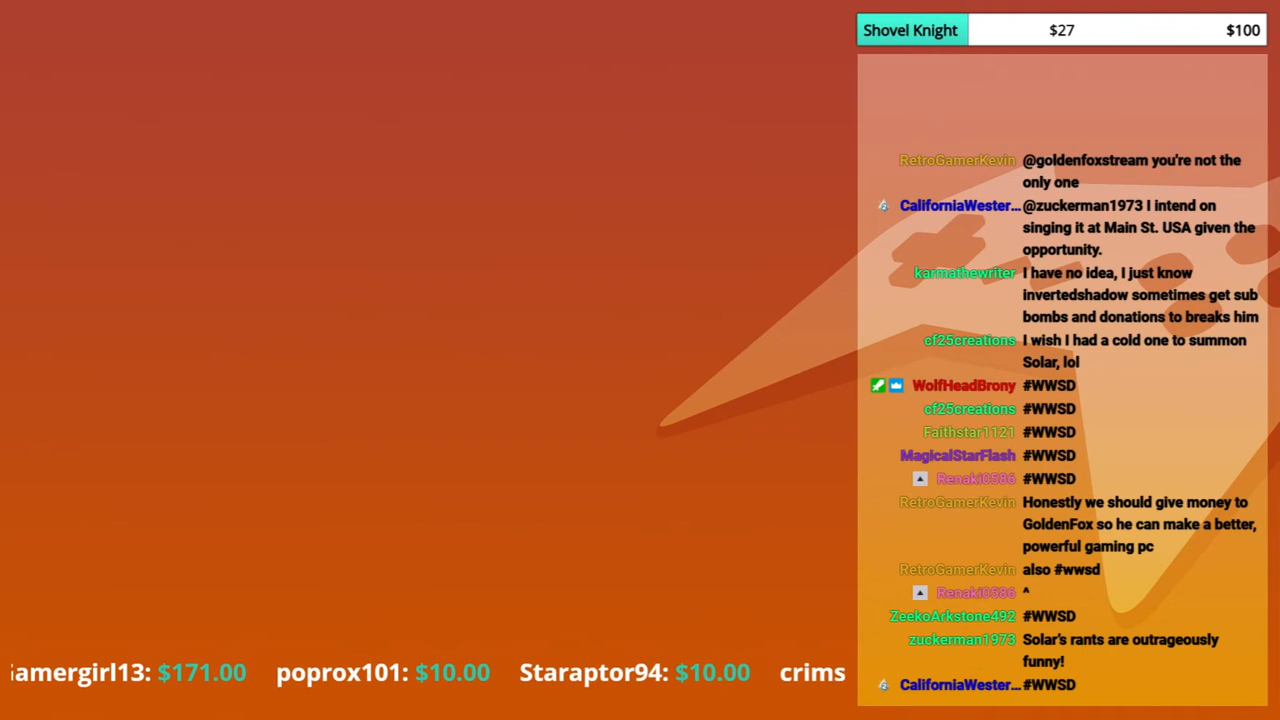 Shovel Knight $27 $100
RetroGamerKevin @goldenfoxstream you're not the
only one
CaliforniaWester... @zuckerman1973 I intend on
singing it at Main St. USA given the
opportunity.
karmathewriter I have no idea, I just know
invertedshadow sometimes get sub
bombs and donations to breaks him
cf25creations I wish I had a cold one to summon
Solar, lol
WolfHeadBrony #WWSD
cf25creations #WWSD
Faithstar1121 #WWSD
MagicalStarFlash #WWSD
Renaki0586 #WWSD
RetroGamerKevin Honestly we should give money to
GoldenFox so he can make a better,
powerful gaming pc
RetroGamerKevin also #wwsd
Renaki0586 ^
ZeekoArkstone492 #WWSD
zuckerman1973 Solar's rants are outrageously
funny!
CaliforniaWester... #WWSD
amergirl13: $171.00 poprox101: $10.00 Staraptor94: $10.00 crims